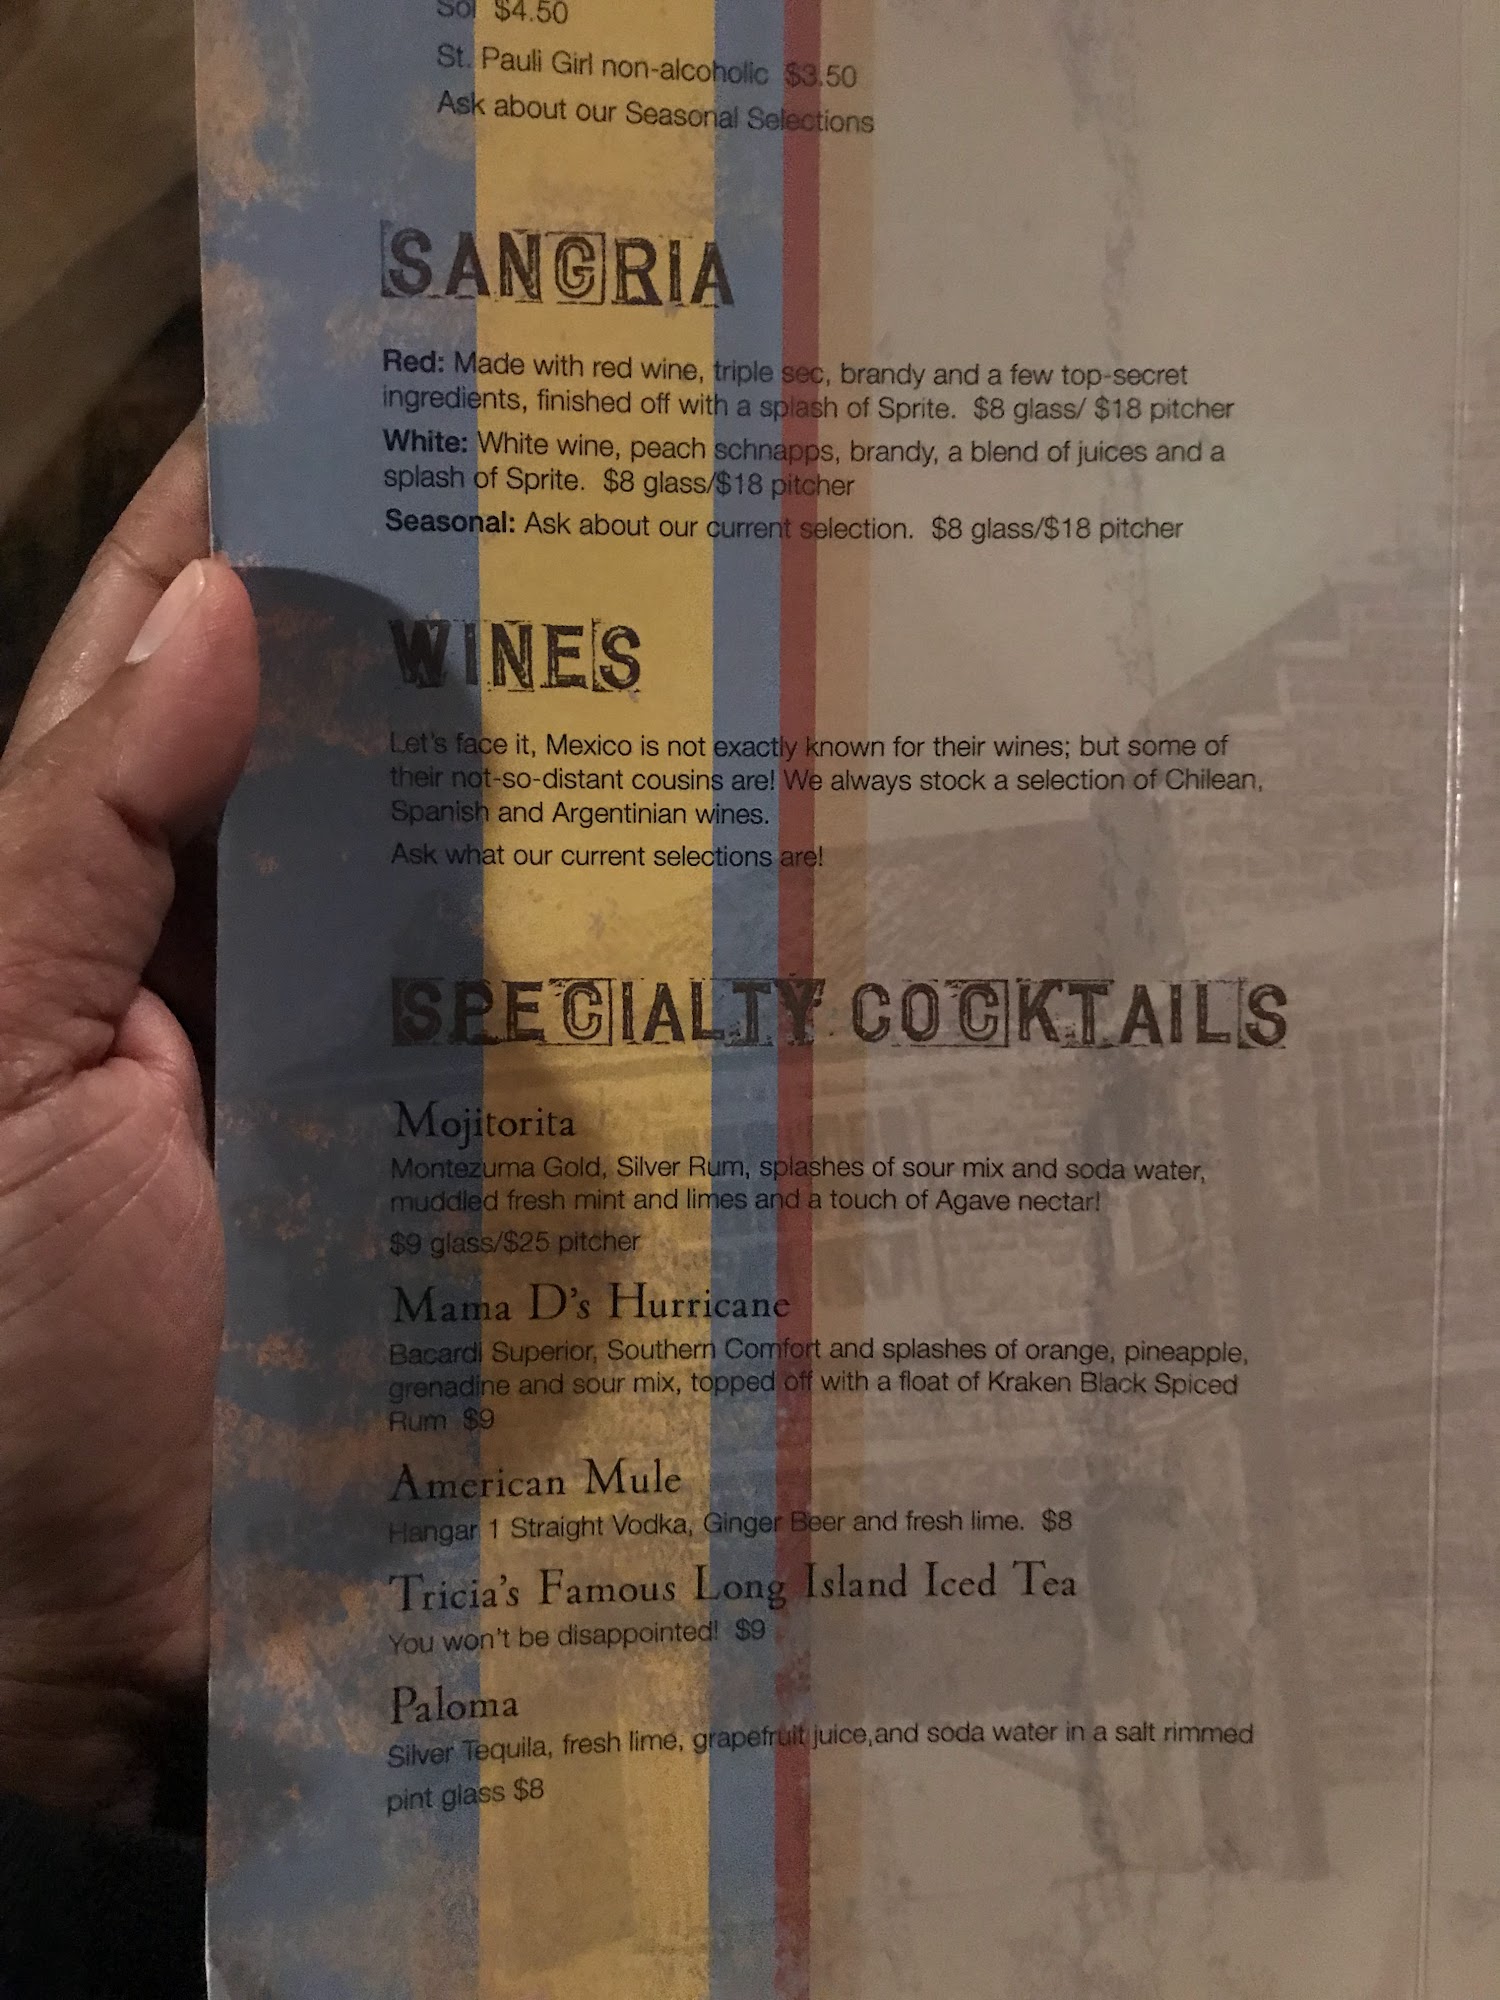 Sol $4.50
St. Pauli Girl non-alcoholic $3.50
Ask about our Seasonal Selections
SANGRIA
Red: Made with red wine, triple sec, brandy and a few top-secret
ingredients, finished off with a splash of Sprite. $8 glass/ $18 pitcher
White: White wine, peach schnapps, brandy, a blend of juices and a
splash of Sprite. $8 glass/$18 pitcher
Seasonal: Ask about our current selection. $8 glass/$18 pitcher
WINES
Let's face it, Mexico is not exactly known for their wines; but some of
their not-so-distant cousins are! We always stock a selection of Chilean,
Spanish and Argentinian wines.
Ask what our current selections are!
SPECIALTY COCKTAILS
Mojitorita
Montezuma Gold, Silver Rum, splashes of sour mix and soda water,
muddled fresh mint and limes and a touch of Agave nectar!
$9 glass/$25 pitcher
Mama D's Hurricane
Bacardi Superior, Southern Comfort and splashes of orange, pineapple,
grenadine and sour mix, topped off with a float of Kraken Black Spiced
Rum $9
American Mule
Hangar 1 Straight Vodka, Ginger Beer and fresh lime. $8
Tricia's Famous Long Island Iced Tea
You won't be disappointed! $9
Paloma
Silver Tequila, fresh lime, grapefruit juice,and soda water in a salt rimmed
pint glass $8